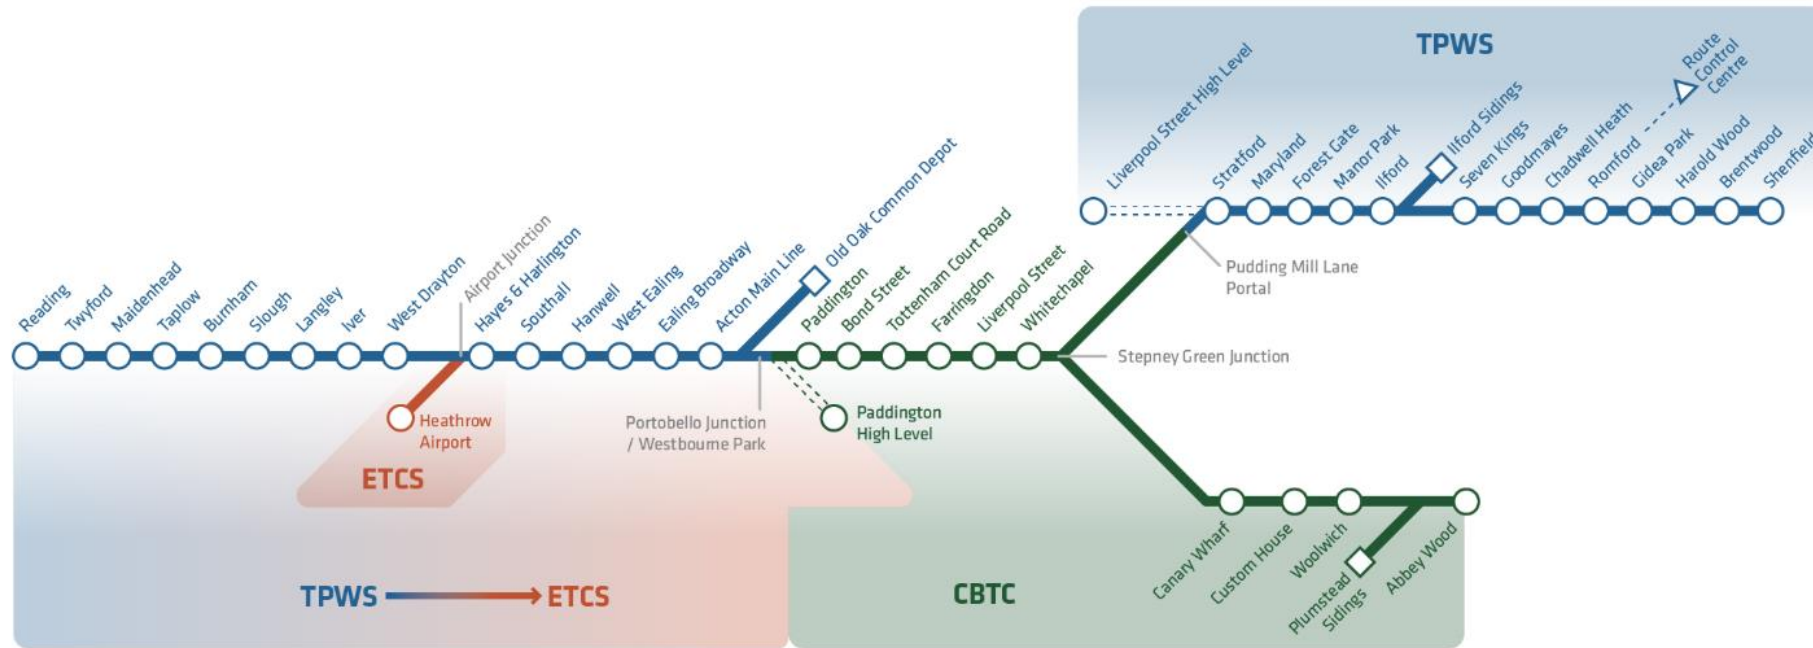 TPWS
Liverpool Street High Level
Stratford
Maryland
Forest Gate
Manor Park
Ilford
Ilford Sidings
Seven Kings
Goodmayes
Chadwell Heath
Romford
Route
Control
Centre
Gidea Park
Harold Wood
Brentwood
Shenfield
Reading
Twyford
Maidenhead
Taplow
Burnham
Slough
Langley
Iver
West Drayton
Airport Junction
Hayes & Harlington
Southall
Hanwell
West Ealing
Ealing Broadway
Acton Main Line
Old Oak Common Depot
Paddington
Bond Street
Tottenham Court Road
Farringdon
Liverpool Street
Whitechapel
Pudding Mill Lane
Portal
Stepney Green Junction
Heathrow
Airport
Portobello Junction
/ Westbourne Park
Paddington
High Level
ETCS
Canary Wharf
Custom House
Woolwich
Plumstead
Sidings
Abbey Wood
TPWS
ETCS
CBTC